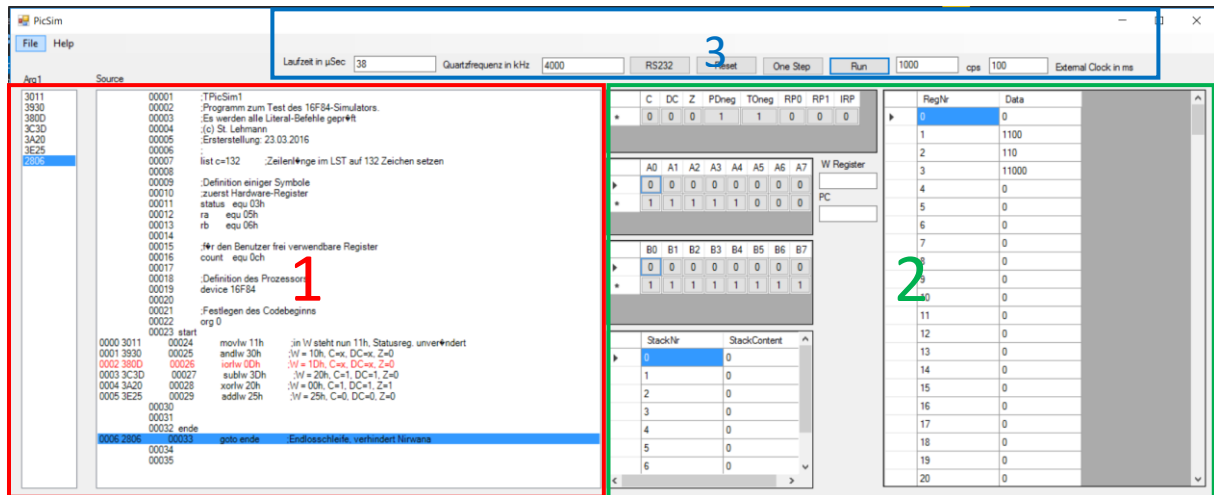 PicSim
File Help
3
Laufzeit in µSec 38 Quartzfrequenz in kHz 4000 RS232 Reset One Step Run 1000 cps 100 External Clock in ms
Arg1 Source
3011
3930
380D
3C3D
3A20
3E25
2806
00001 ;TPicSim1
00002 ;Programm zum Test des 16F84-Simulators.
00003 ;Es werden alle Literal-Befehle gepr�ft
00004 ;(c) St. Lehmann
00005 ;Ersterstellung: 23.03.2016
00006 ;
00007 list c=132 ;Zeilenl�nge im LST auf 132 Zeichen setzen
00008
00009 ;Definition einiger Symbole
00010 ;zuerst Hardware-Register
00011 status equ 03h
00012 ra equ 05h
00013 rb equ 06h
00014
00015 ;f�r den Benutzer frei verwendbare Register
00016 count equ 0ch
00017
00018 ;Definition des Prozessors
00019 device 16F84
00020
00021 ;Festlegen des Codebeginns
00022 org 0
00023 start
0000 3011 00024 movlw 11h ;in W steht nun 11h, Statusreg. unver�ndert
0001 3930 00025 andlw 30h ;W = 10h, C=x, DC=x, Z=0
0002 380D 00026 iorlw 0Dh ;W = 1Dh, C=x, DC=x, Z=0
0003 3C3D 00027 sublw 3Dh ;W = 20h, C=1, DC=1, Z=0
0004 3A20 00028 xorlw 20h ;W = 00h, C=1, DC=1, Z=1
0005 3E25 00029 addlw 25h ;W = 25h, C=0, DC=0, Z=0
00030
00031
00032 ende
0006 2806 00033 goto ende ;Endlosschleife, verhindert Nirwana
00034
00035
1
C DC Z PDneg TOneg RP0 RP1 IRP
0 0 0 1 1 0 0 0
A0 A1 A2 A3 A4 A5 A6 A7
0 0 0 0 0 0 0 0
1 1 1 1 1 0 0 0
W Register
PC
B0 B1 B2 B3 B4 B5 B6 B7
0 0 0 0 0 0 0 0
1 1 1 1 1 1 1 1
StackNr StackContent
0 0
1 0
2 0
3 0
4 0
5 0
6 0
RegNr Data
0 0
1 1100
2 110
3 11000
4 0
5 0
6 0
7 0
8 0
9 0
10 0
11 0
12 0
13 0
14 0
15 0
16 0
17 0
18 0
19 0
20 0
2